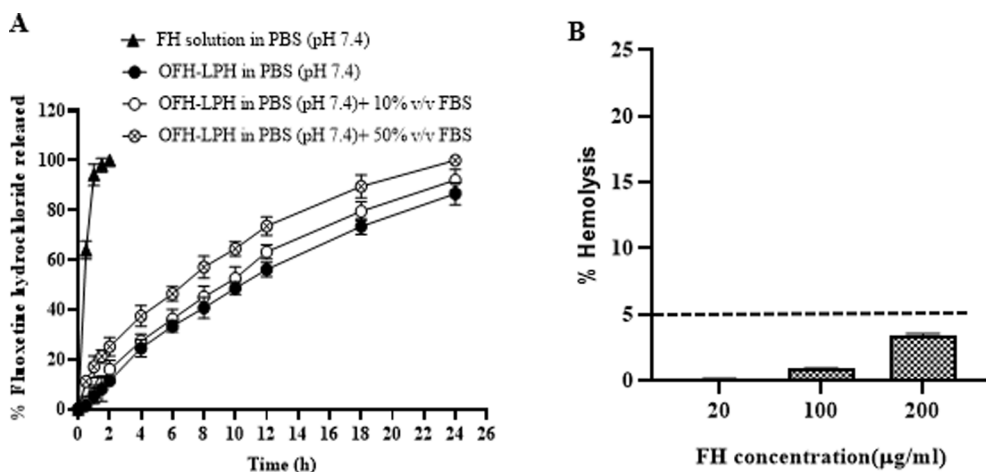 A
FH solution in PBS (pH 7.4)
OFH-LPH in PBS (pH 7.4)
OFH-LPH in PBS (pH 7.4)+ 10% v/v FBS
OFH-LPH in PBS (pH 7.4)+ 50% v/v FBS
% Fluoxetine hydrochloride released
120
100
80
60
40
20
0
0 2 4 6 8 10 12 14 16 18 20 22 24 26
Time (h)
B
% Hemolysis
25
20
15
10
5
0
20 100 200
FH concentration(µg/ml)